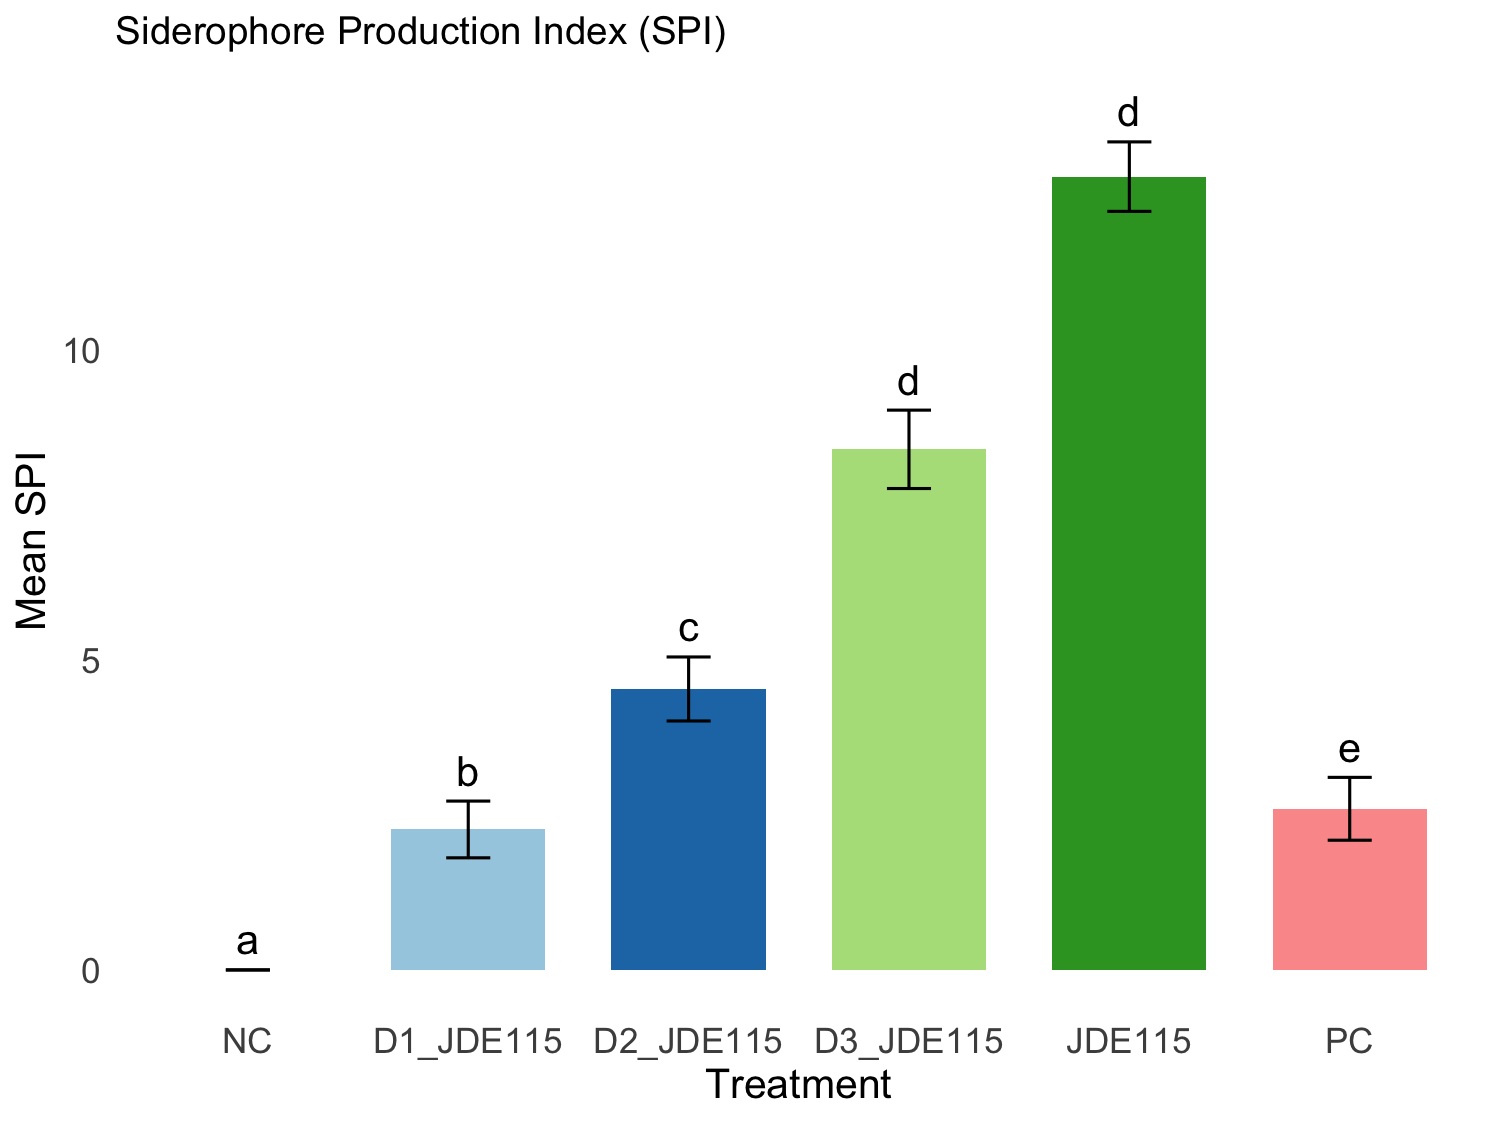 Siderophore Production Index (SPI)
d
d
c
b
e
a
10
5
0
Mean SPI
NC D1_JDE115 D2_JDE115 D3_JDE115 JDE115 PC
Treatment